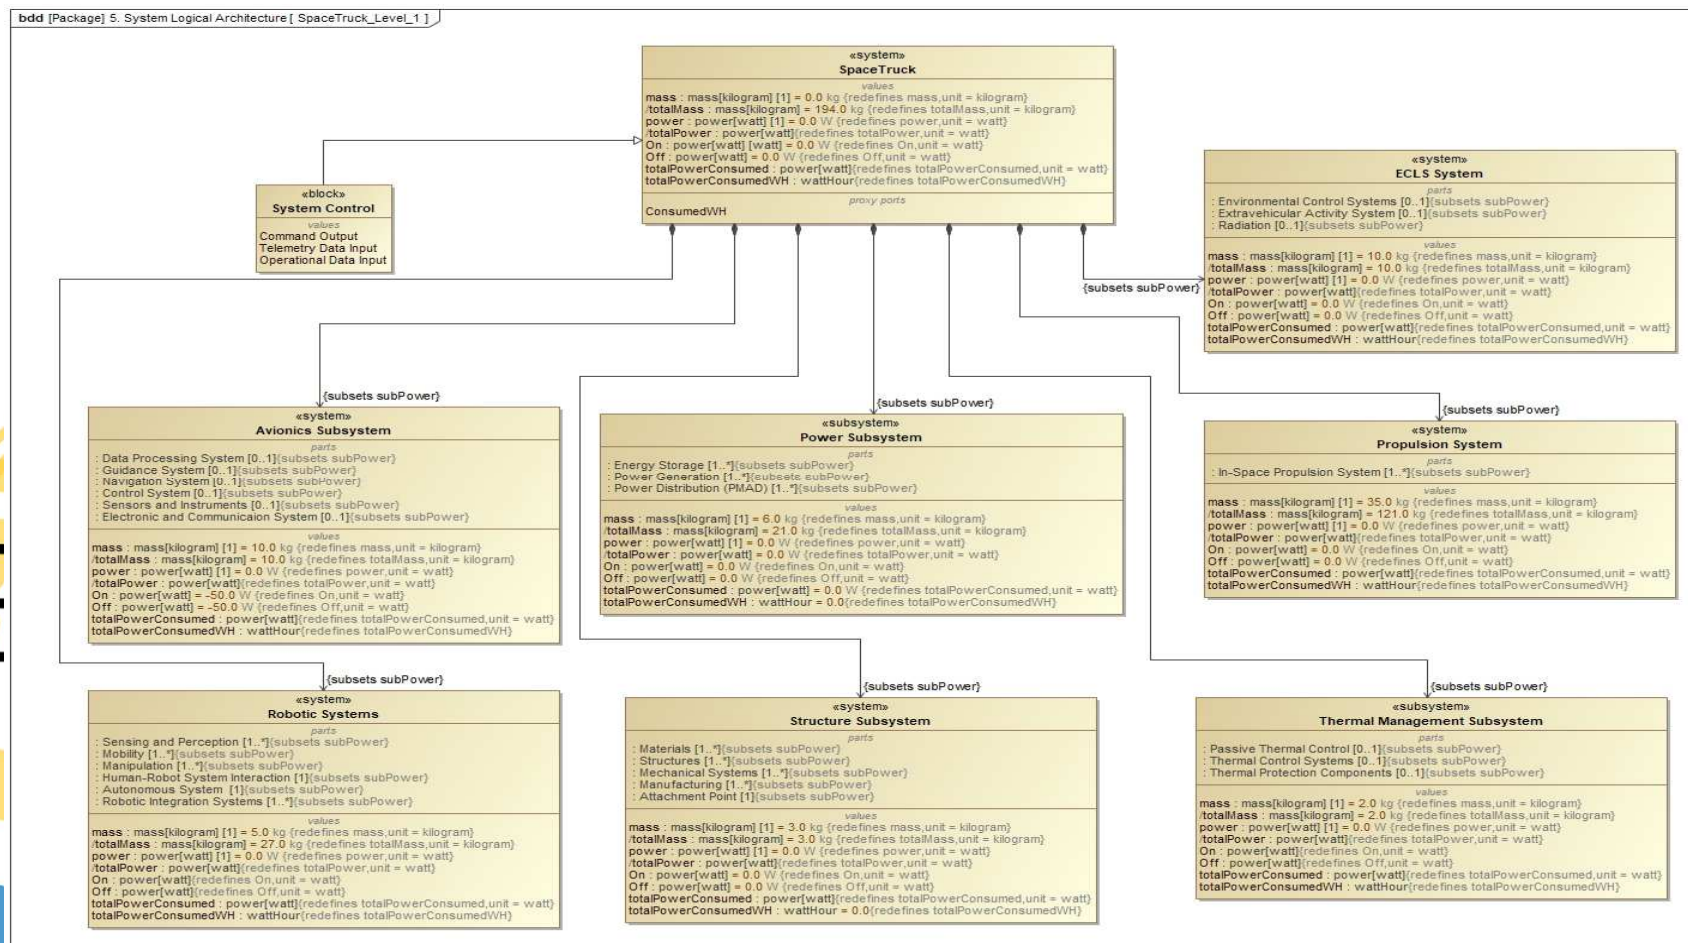 bdd [Package] 5. System Logical Architecture [ SpaceTruck_Level_1 ]
«system»
SpaceTruck
values
mass : mass[kilogram] [1] = 0.0 kg {redefines mass,unit = kilogram}
/totalMass : mass[kilogram] = 194.0 kg {redefines totalMass,unit = kilogram}
power : power[watt] [1] = 0.0 W {redefines power,unit = watt}
/totalPower : power[watt]{redefines totalPower,unit = watt}
On : power[watt] [watt] = 0.0 W {redefines On,unit = watt}
Off : power[watt] = 0.0 W {redefines Off,unit = watt}
totalPowerConsumed : power[watt]{redefines totalPowerConsumed,unit = watt}
totalPowerConsumedWH : wattHour{redefines totalPowerConsumedWH}
proxy ports
ConsumedWH
«block»
System Control
values
Command Output
Telemetry Data Input
Operational Data Input
{subsets subPower}
«system»
ECLS System
parts
: Environmental Control Systems [0..1]{subsets subPower}
: Extravehicular Activity System [0..1]{subsets subPower}
: Radiation [0..1]{subsets subPower}
values
mass : mass[kilogram] [1] = 10.0 kg {redefines mass,unit = kilogram}
/totalMass : mass[kilogram] = 10.0 kg {redefines totalMass,unit = kilogram}
power : power[watt] [1] = 0.0 W {redefines power,unit = watt}
/totalPower : power[watt]{redefines totalPower,unit = watt}
On : power[watt] = 0.0 W {redefines On,unit = watt}
Off : power[watt] = 0.0 W {redefines Off,unit = watt}
totalPowerConsumed : power[watt]{redefines totalPowerConsumed,unit = watt}
totalPowerConsumedWH : wattHour{redefines totalPowerConsumedWH}
{subsets subPower}
«system»
Avionics Subsystem
parts
: Data Processing System [0..1]{subsets subPower}
: Guidance System [0..1]{subsets subPower}
: Navigation System [0..1]{subsets subPower}
: Control System [0..1]{subsets subPower}
: Sensors and Instruments [0..1]{subsets subPower}
: Electronic and Communicaion System [0..1]{subsets subPower}
values
mass : mass[kilogram] [1] = 10.0 kg {redefines mass,unit = kilogram}
/totalMass : mass[kilogram] = 10.0 kg {redefines totalMass,unit = kilogram}
power : power[watt] [1] = 0.0 W {redefines power,unit = watt}
/totalPower : power[watt]{redefines totalPower,unit = watt}
On : power[watt] = -50.0 W {redefines On,unit = watt}
Off : power[watt] = -50.0 W {redefines Off,unit = watt}
totalPowerConsumed : power[watt]{redefines totalPowerConsumed,unit = watt}
totalPowerConsumedWH : wattHour{redefines totalPowerConsumedWH}
{subsets subPower}
«subsystem»
Power Subsystem
parts
: Energy Storage [1..*]{subsets subPower}
: Power Generation [1..*]{subsets subPower}
: Power Distribution (PMAD) [1..*]{subsets subPower}
values
mass : mass[kilogram] [1] = 6.0 kg {redefines mass,unit = kilogram}
/totalMass : mass[kilogram] = 21.0 kg {redefines totalMass,unit = kilogram}
power : power[watt] [1] = 0.0 W {redefines power,unit = watt}
/totalPower : power[watt] = 0.0 W {redefines totalPower,unit = watt}
On : power[watt] = 0.0 W {redefines On,unit = watt}
Off : power[watt] = 0.0 W {redefines Off,unit = watt}
totalPowerConsumed : power[watt] = 0.0 W {redefines totalPowerConsumed,unit = watt}
totalPowerConsumedWH : wattHour = 0.0{redefines totalPowerConsumedWH}
{subsets subPower}
«system»
Propulsion System
parts
: In-Space Propulsion System [1..*]{subsets subPower}
values
mass : mass[kilogram] [1] = 35.0 kg {redefines mass,unit = kilogram}
/totalMass : mass[kilogram] = 121.0 kg {redefines totalMass,unit = kilogram}
power : power[watt] [1] = 0.0 W {redefines power,unit = watt}
/totalPower : power[watt]{redefines totalPower,unit = watt}
On : power[watt] = 0.0 W {redefines On,unit = watt}
Off : power[watt] = 0.0 W {redefines Off,unit = watt}
totalPowerConsumed : power[watt]{redefines totalPowerConsumed,unit = watt}
totalPowerConsumedWH : wattHour{redefines totalPowerConsumedWH}
{subsets subPower}
«system»
Robotic Systems
parts
: Sensing and Perception [1..*]{subsets subPower}
: Mobility [1..*]{subsets subPower}
: Manipulation [1..*]{subsets subPower}
: Human-Robot System Interaction [1]{subsets subPower}
: Autonomous System [1]{subsets subPower}
: Robotic Integration Systems [1..*]{subsets subPower}
values
mass : mass[kilogram] [1] = 5.0 kg {redefines mass,unit = kilogram}
/totalMass : mass[kilogram] = 27.0 kg {redefines totalMass,unit = kilogram}
power : power[watt] [1] = 0.0 W {redefines power,unit = watt}
/totalPower : power[watt]{redefines totalPower,unit = watt}
On : power[watt]{redefines On,unit = watt}
Off : power[watt]{redefines Off,unit = watt}
totalPowerConsumed : power[watt]{redefines totalPowerConsumed,unit = watt}
totalPowerConsumedWH : wattHour{redefines totalPowerConsumedWH}
{subsets subPower}
«system»
Structure Subsystem
parts
: Materials [1..*]{subsets subPower}
: Structures [1..*]{subsets subPower}
: Mechanical Systems [1..*]{subsets subPower}
: Manufacturing [1..*]{subsets subPower}
: Attachment Point [1]{subsets subPower}
values
mass : mass[kilogram] [1] = 3.0 kg {redefines mass,unit = kilogram}
/totalMass : mass[kilogram] = 3.0 kg {redefines totalMass,unit = kilogram}
power : power[watt] [1] = 0.0 W {redefines power,unit = watt}
/totalPower : power[watt]{redefines totalPower,unit = watt}
On : power[watt] = 0.0 W {redefines On,unit = watt}
Off : power[watt] = 0.0 W {redefines Off,unit = watt}
totalPowerConsumed : power[watt]{redefines totalPowerConsumed,unit = watt}
totalPowerConsumedWH : wattHour = 0.0{redefines totalPowerConsumedWH}
{subsets subPower}
«subsystem»
Thermal Management Subsystem
parts
: Passive Thermal Control [0..1]{subsets subPower}
: Thermal Control Systems [0..1]{subsets subPower}
: Thermal Protection Components [0..1]{subsets subPower}
values
mass : mass[kilogram] [1] = 2.0 kg {redefines mass,unit = kilogram}
/totalMass : mass[kilogram] = 2.0 kg {redefines totalMass,unit = kilogram}
power : power[watt] [1] = 0.0 W {redefines power,unit = watt}
/totalPower : power[watt]{redefines totalPower,unit = watt}
On : power[watt]{redefines On,unit = watt}
Off : power[watt]{redefines Off,unit = watt}
totalPowerConsumed : power[watt]{redefines totalPowerConsumed,unit = watt}
totalPowerConsumedWH : wattHour{redefines totalPowerConsumedWH}